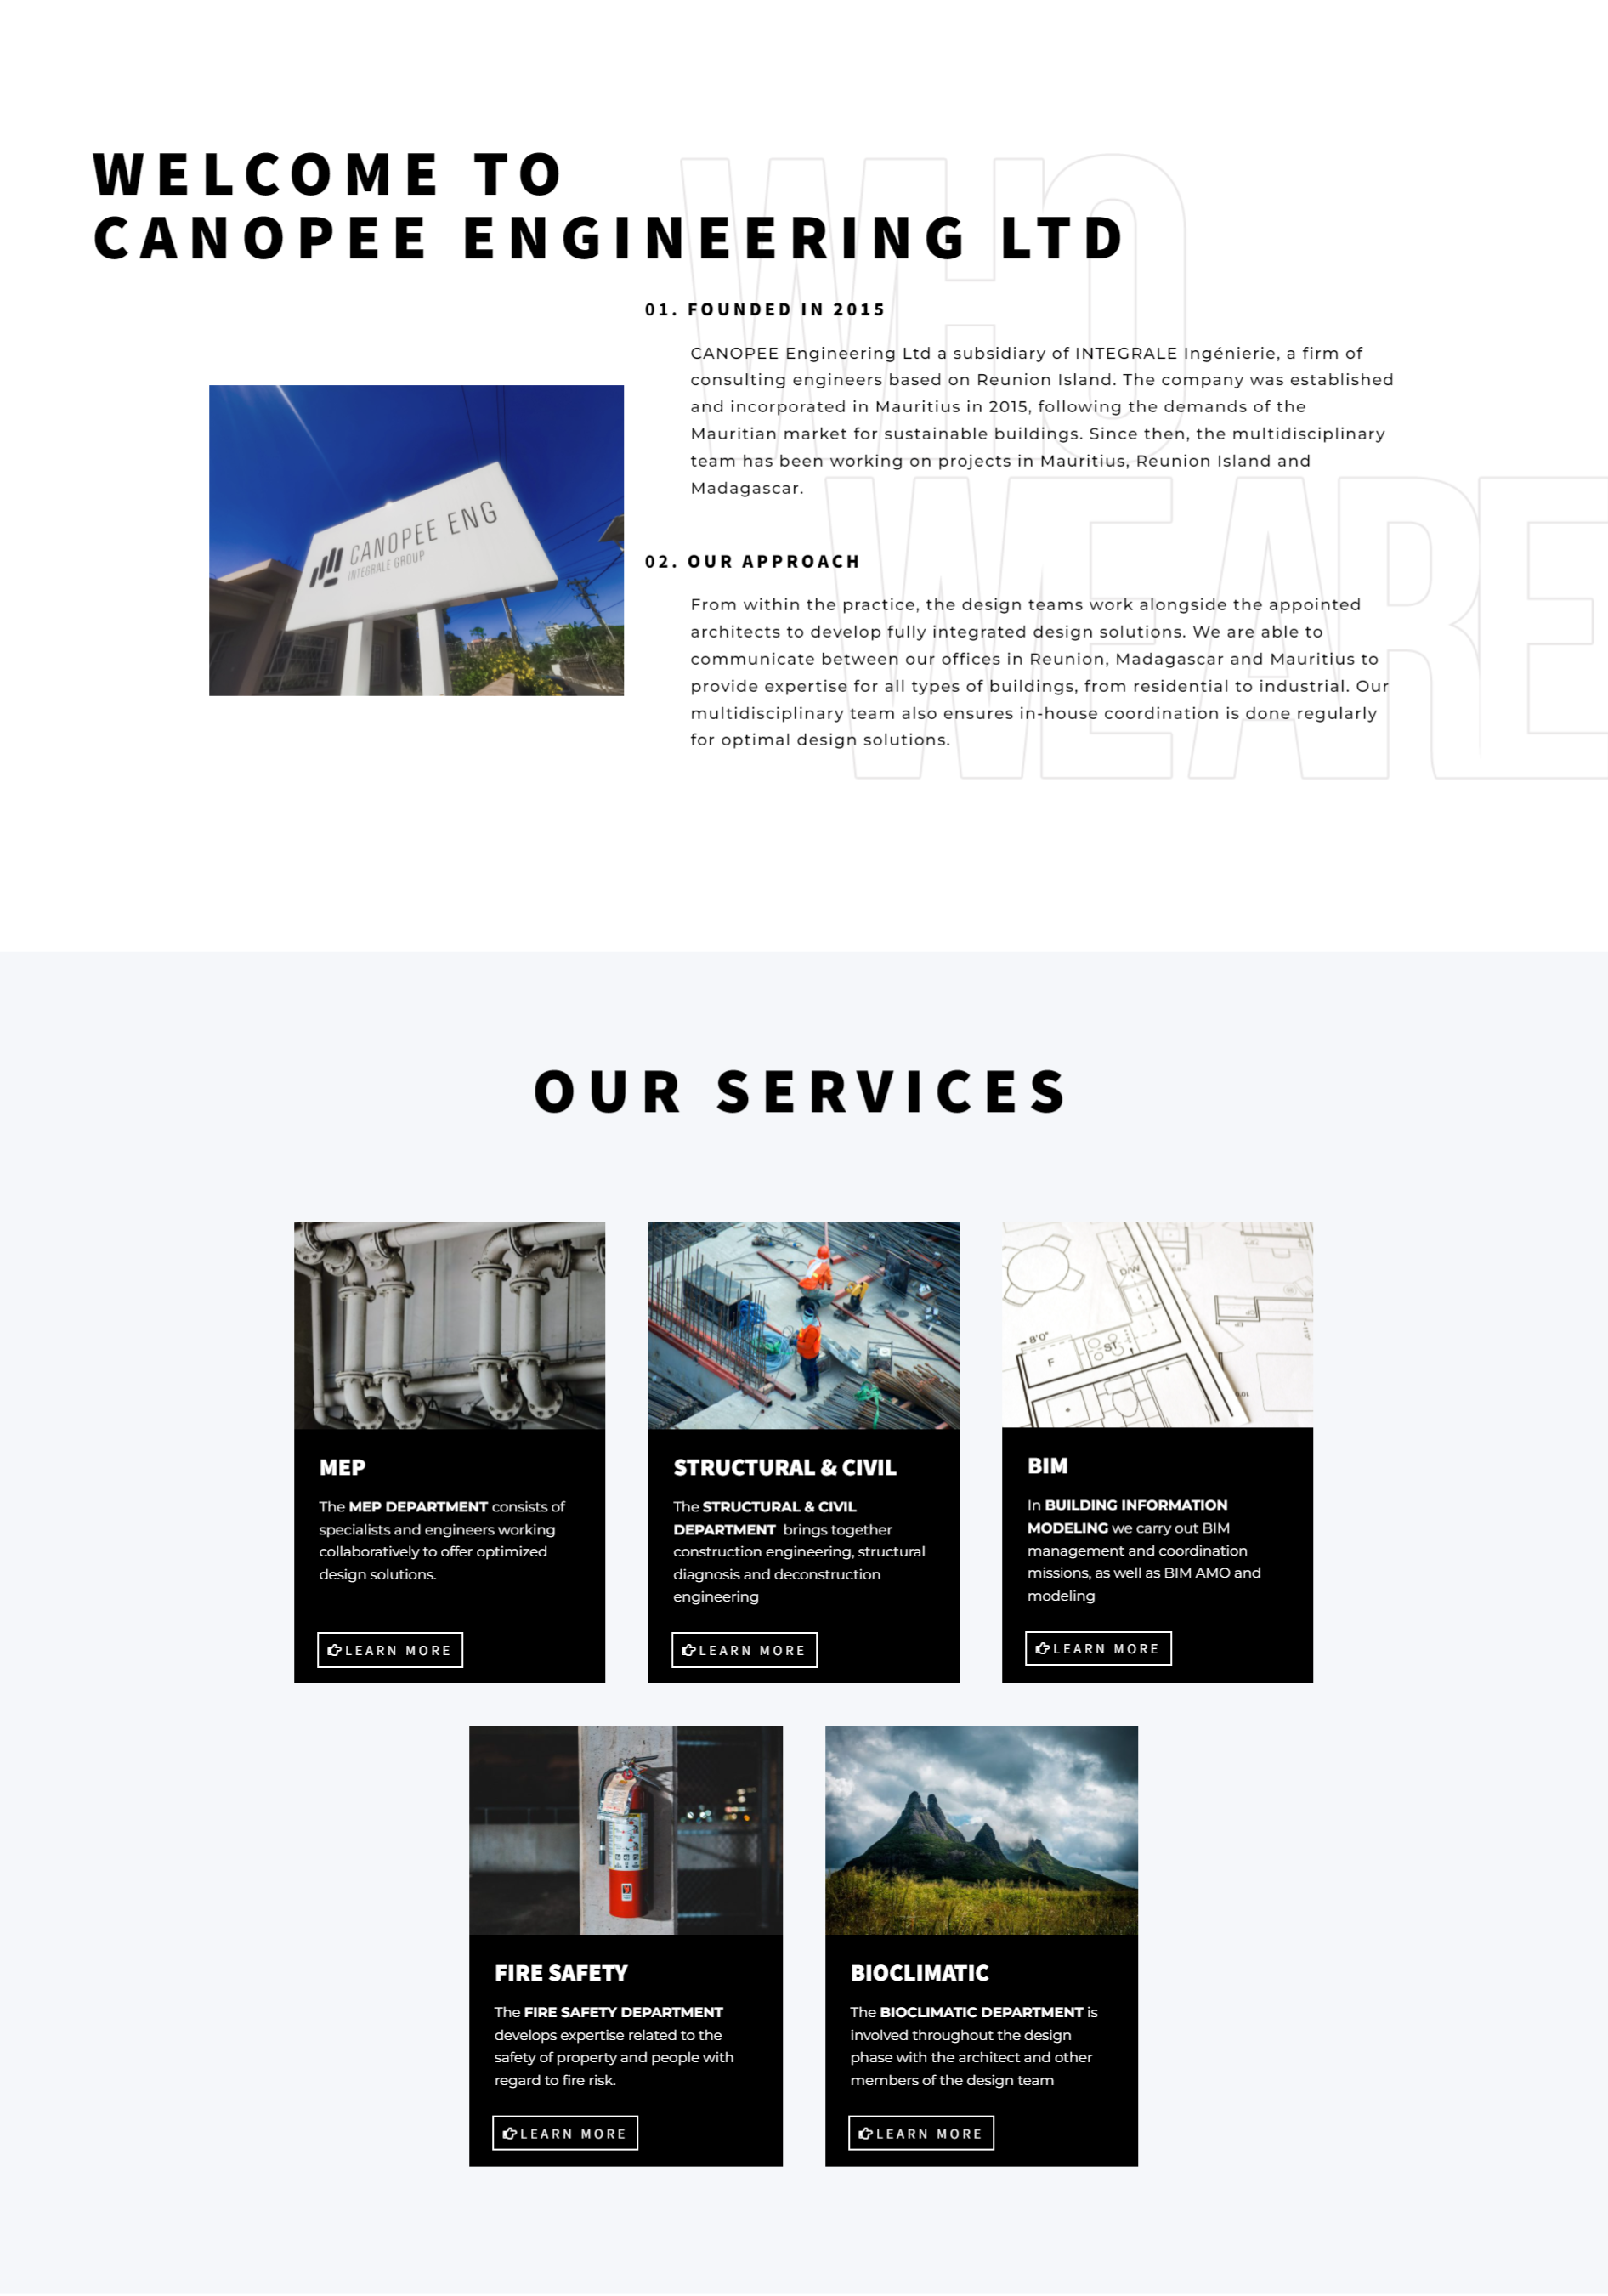 WELCOME TO
CANOPEE ENGINEERING LTD
WHO
WE ARE
01. FOUNDED IN 2015
CANOPEE Engineering Ltd a subsidiary of INTEGRALE Ingénierie, a firm of
consulting engineers based on Reunion Island. The company was established
and incorporated in Mauritius in 2015, following the demands of the
Mauritian market for sustainable buildings. Since then, the multidisciplinary
team has been working on projects in Mauritius, Reunion Island and
Madagascar.
CANOPEE ENG
INTEGRALE GROUP
02. OUR APPROACH
From within the practice, the design teams work alongside the appointed
architects to develop fully integrated design solutions. We are able to
communicate between our offices in Reunion, Madagascar and Mauritius to
provide expertise for all types of buildings, from residential to industrial. Our
multidisciplinary team also ensures in-house coordination is done regularly
for optimal design solutions.
OUR SERVICES
D/W
8'0"
F
ST.
MEP
The MEP DEPARTMENT consists of
specialists and engineers working
collaboratively to offer optimized
design solutions.
LEARN MORE
STRUCTURAL & CIVIL
The STRUCTURAL & CIVIL
DEPARTMENT brings together
construction engineering, structural
diagnosis and deconstruction
engineering
LEARN MORE
BIM
In BUILDING INFORMATION
MODELING we carry out BIM
management and coordination
missions, as well as BIM AMO and
modeling
LEARN MORE
FIRE SAFETY
The FIRE SAFETY DEPARTMENT
develops expertise related to the
safety of property and people with
regard to fire risk.
LEARN MORE
BIOCLIMATIC
The BIOCLIMATIC DEPARTMENT is
involved throughout the design
phase with the architect and other
members of the design team
LEARN MORE